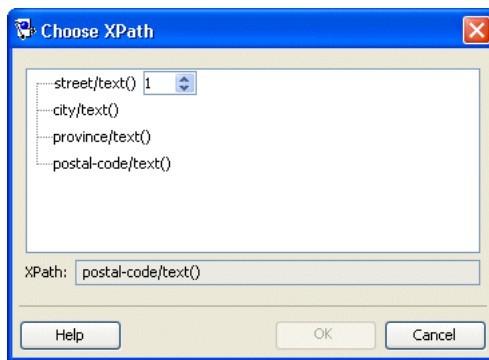 Choose XPath
street/text() 1
city/text()
province/text()
postal-code/text()
XPath: postal-code/text()
Help OK Cancel